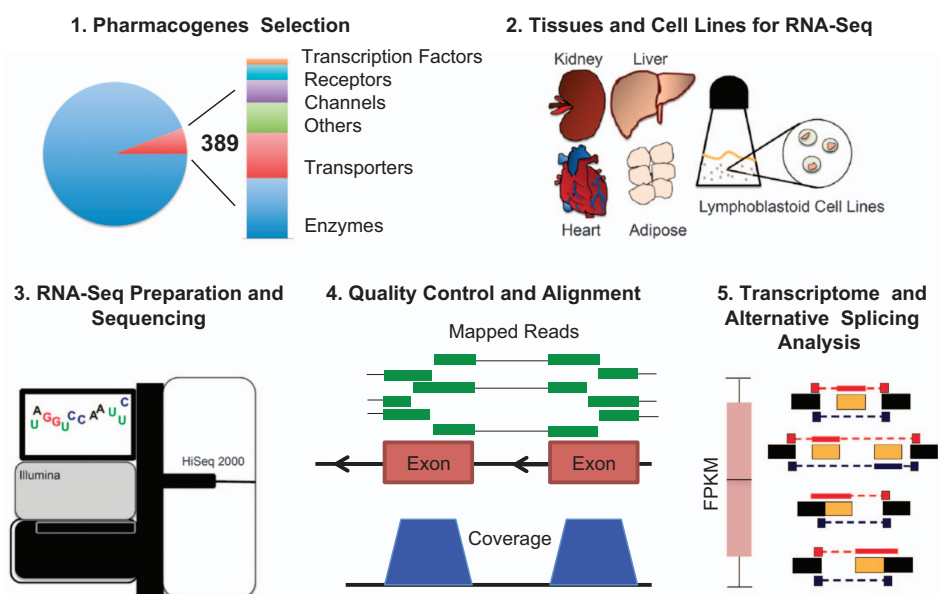 1. Pharmacogenes Selection
389
Transcription Factors
Receptors
Channels
Others
Transporters
Enzymes
2. Tissues and Cell Lines for RNA-Seq
Kidney
Liver
Heart
Adipose
Lymphoblastoid Cell Lines
3. RNA-Seq Preparation and
Sequencing
U A G G U C C A A U U C
Illumina
HiSeq 2000
4. Quality Control and Alignment
Mapped Reads
Exon
Exon
Coverage
5. Transcriptome and
Alternative Splicing
Analysis
FPKM